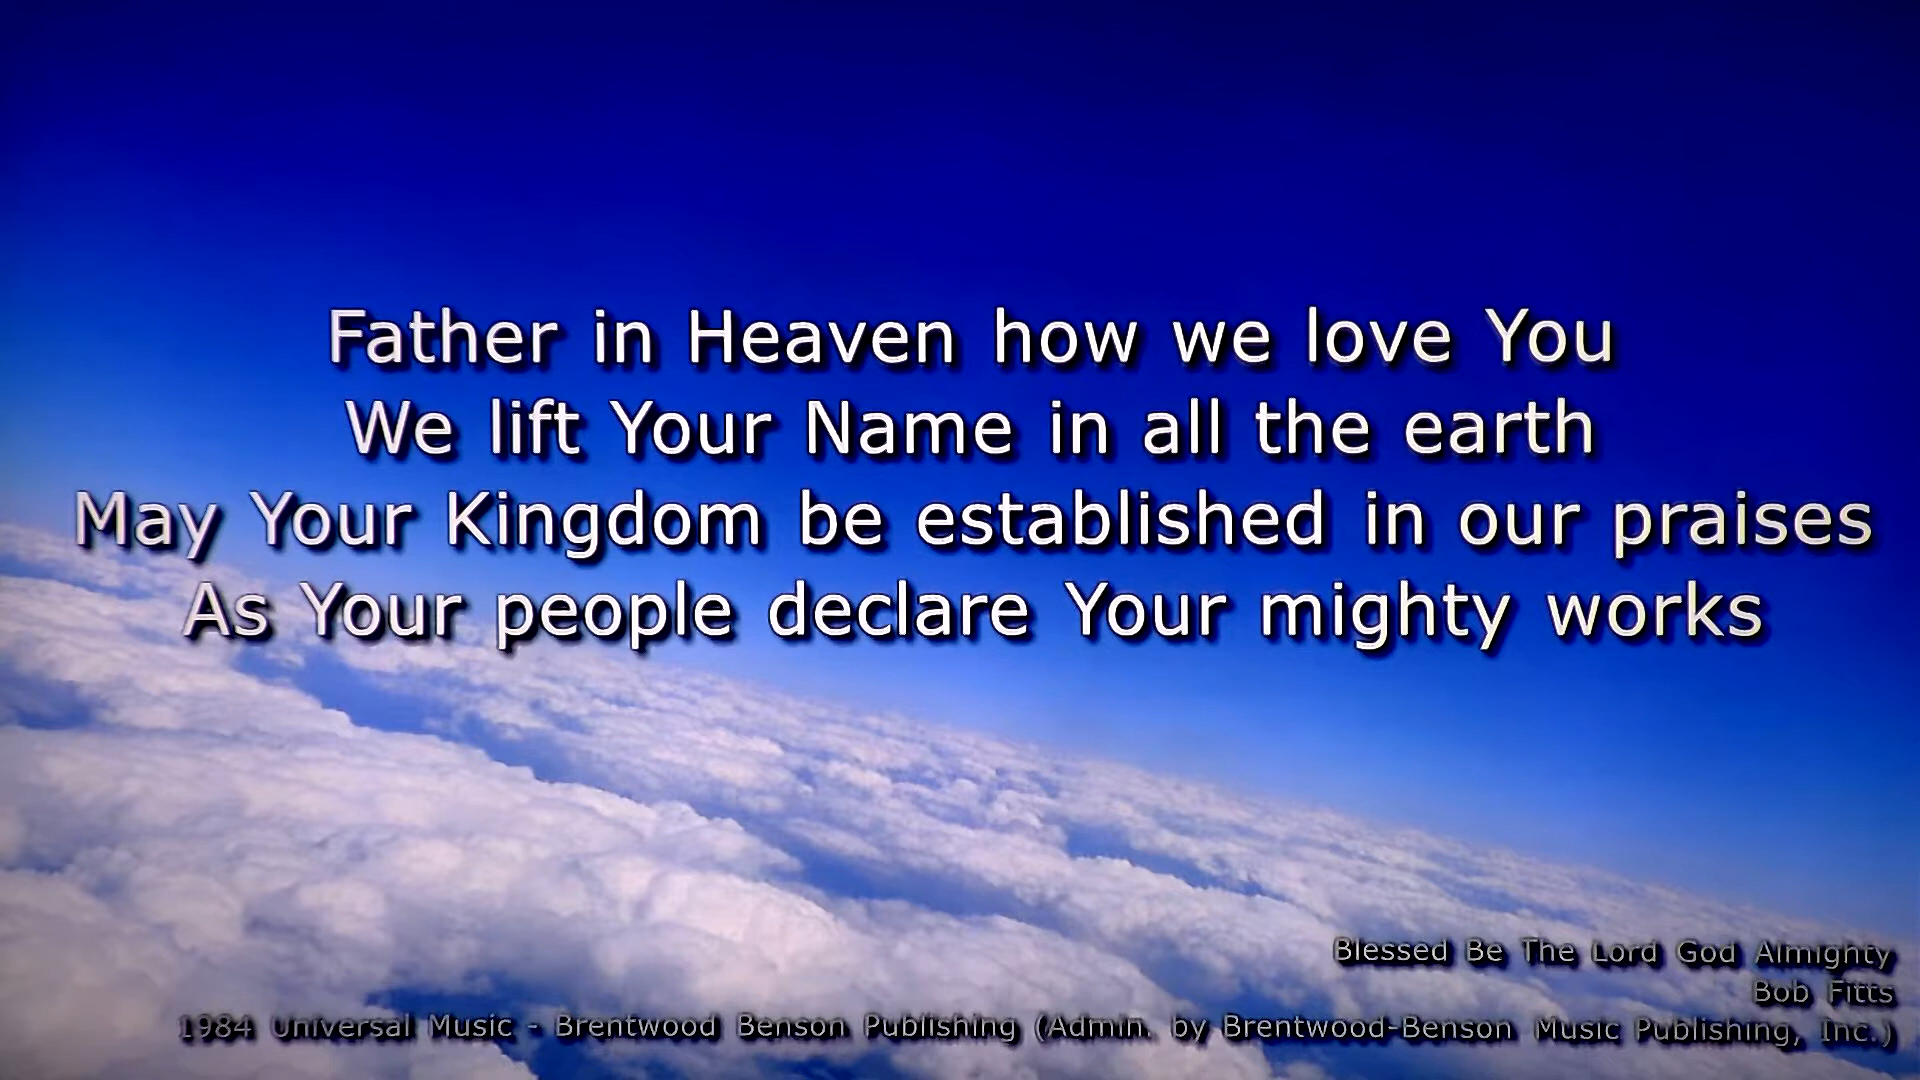 Father in Heaven how we love You
We lift Your Name in all the earth
May Your Kingdom be established in our praises
As Your people declare Your mighty works
Blessed Be The Lord God Almighty
Bob Fitts
1984 Universal Music - Brentwood Benson Publishing (Admin. by Brentwood-Benson Music Publishing, Inc.)